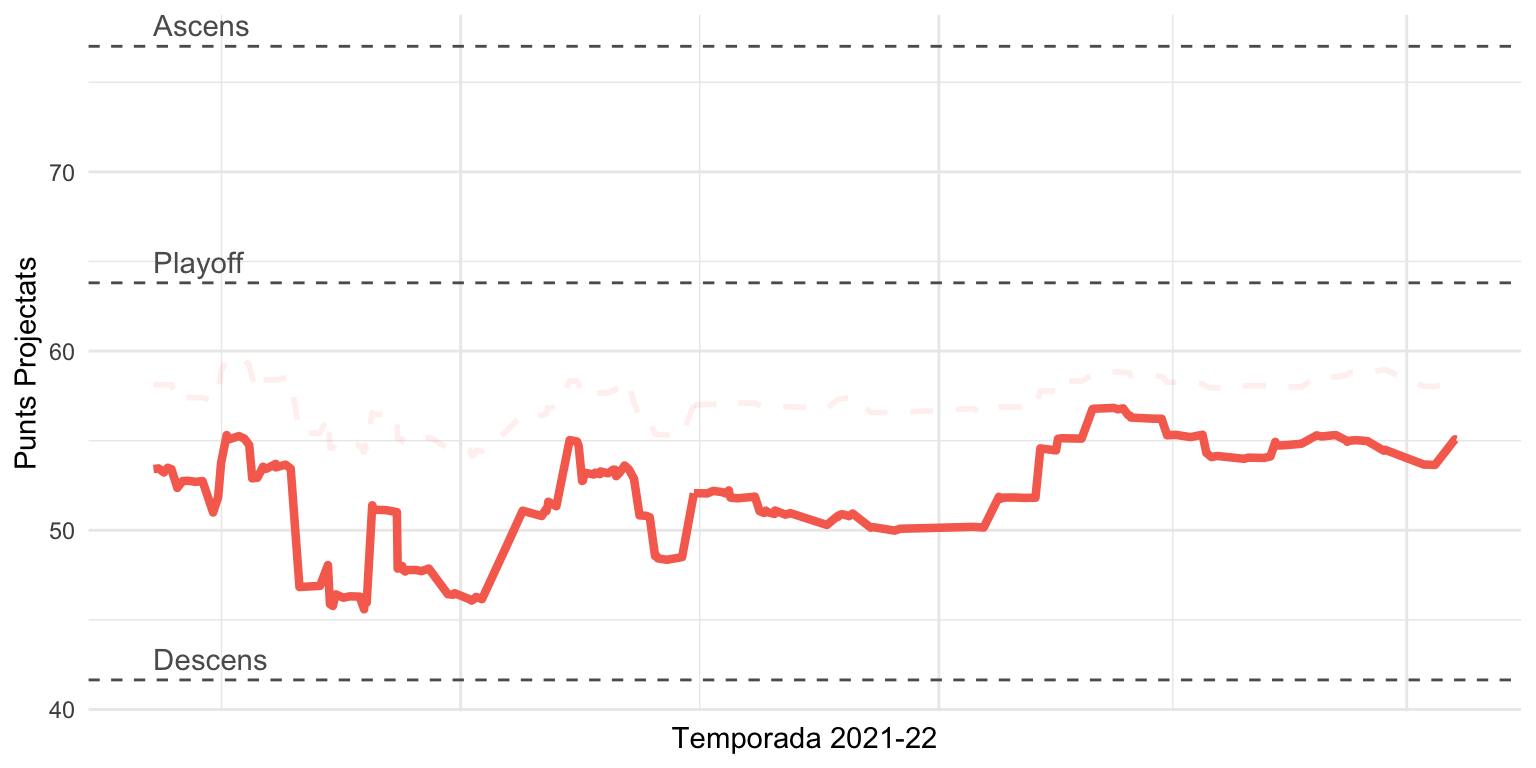 Ascens
70
Playoff
60
50
Descens
40
Punts Projectats
Temporada 2021-22